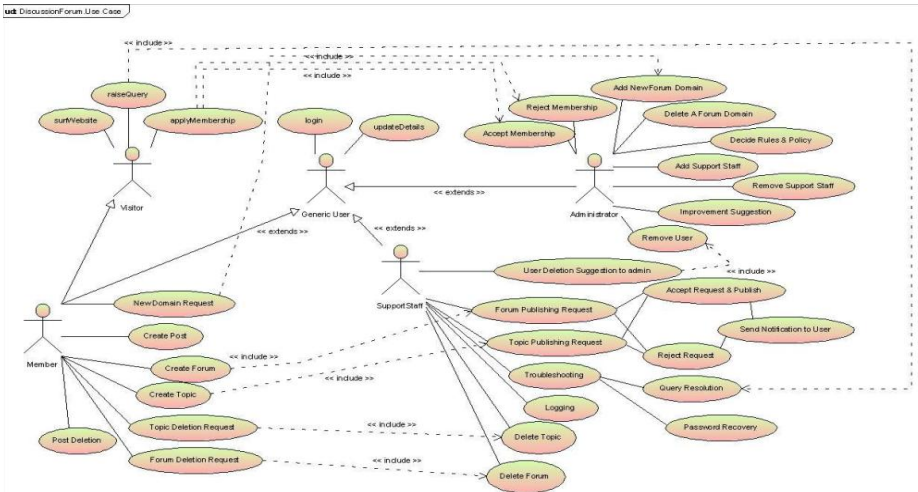 ud: DiscussionForum.Use Case
<< include >>
<< include >>
<< include >>
raiseQuery
surfWebsite
applyMembership
Visitor
login
updateDetails
Generic User
<< extends >>
<< extends >>
<< extends >>
Reject Membership
Accept Membership
Add NewForum Domain
Delete A Forum Domain
Decide Rules & Policy
Add Support Staff
Remove Support Staff
Improvement Suggestion
Remove User
Administrator
<< include >>
User Deletion Suggestion to admin
SupportStaff
Forum Publishing Request
Accept Request & Publish
Topic Publishing Request
Send Notification to User
Reject Request
Troubleshooting
Query Resolution
Logging
Password Recovery
Delete Topic
Delete Forum
NewDomain Request
Member
Create Post
Create Forum
<< include >>
Create Topic
<< include >>
Topic Deletion Request
<< include >>
Post Deletion
Forum Deletion Request
<< include >>